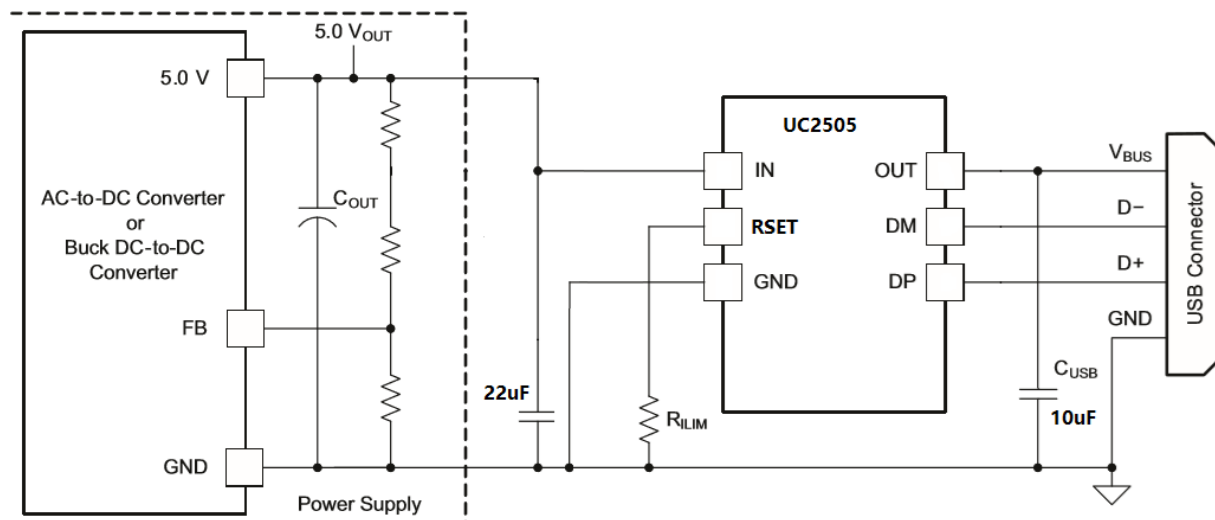 5.0 V
5.0 VOUT
COUT
AC-to-DC Converter
or
Buck DC-to-DC
Converter
FB
GND
Power Supply
22uF
RILIM
UC2505
IN
RSET
GND
OUT
DM
DP
VBUS
D−
D+
GND
CUSB
10uF
USB Connector